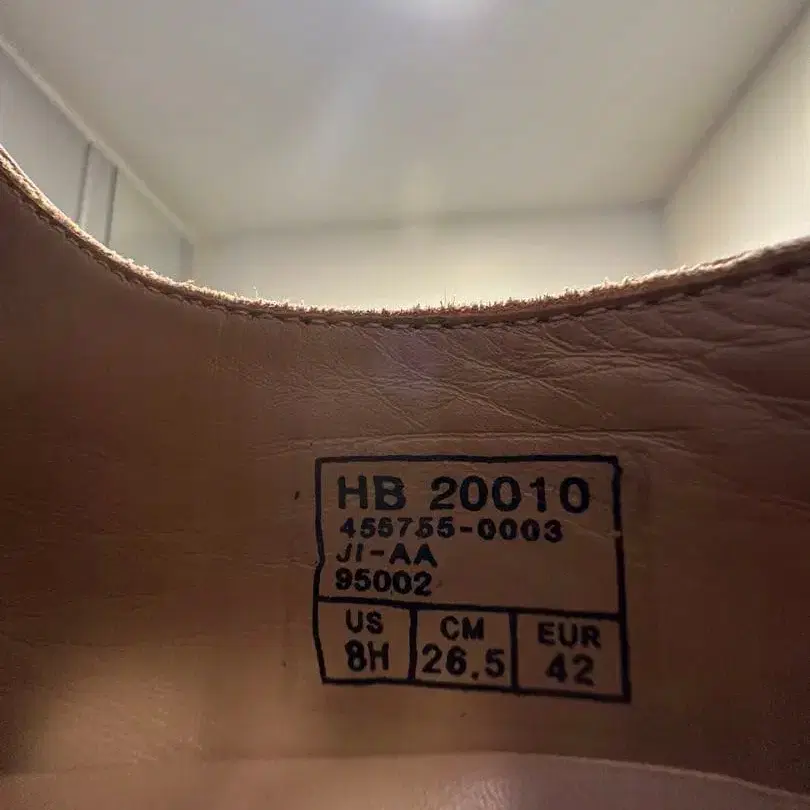 HB 20010
455755-0003
JI-AA
95002
US CM EUR
8H 26.5 42